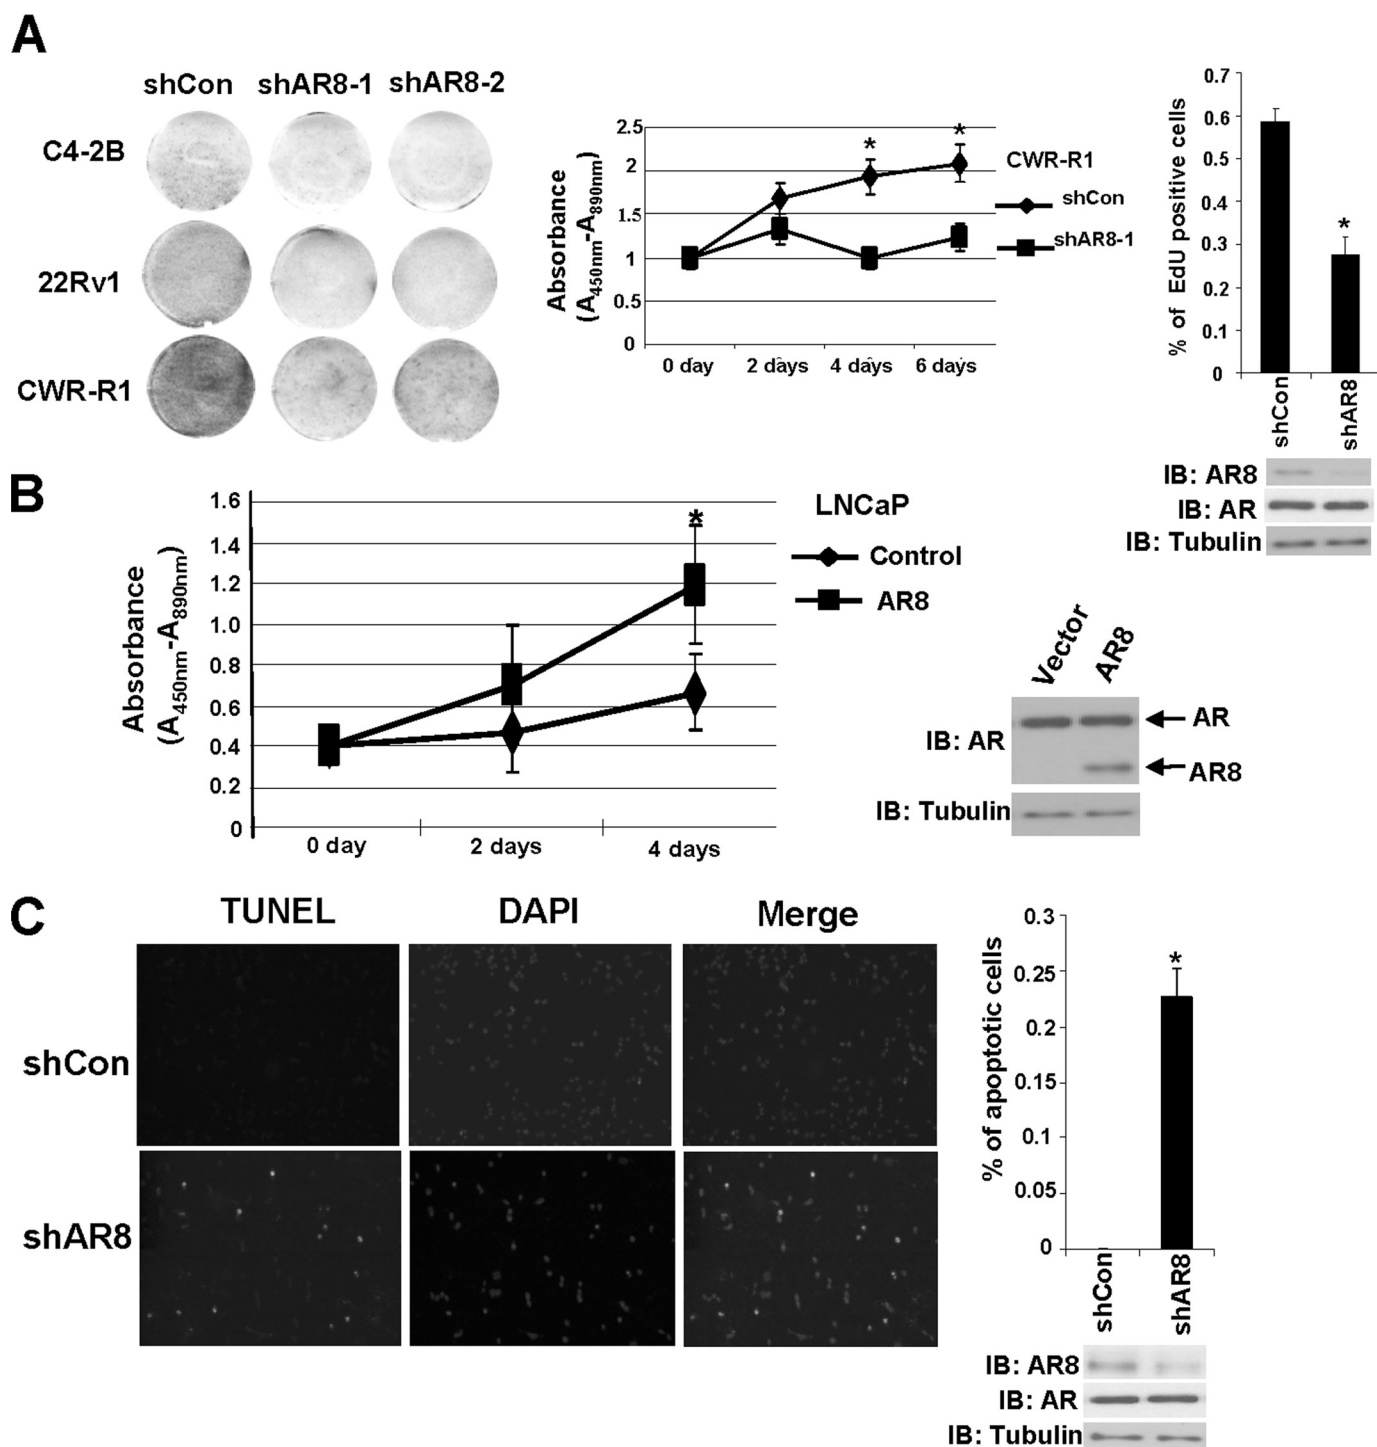 A
shCon shAR8-1 shAR8-2
C4-2B
22Rv1
CWR-R1
Absorbance
(A450nm-A890nm)
2.5
2
1.5
1
0.5
0
0 day 2 days 4 days 6 days
* *
CWR-R1
shCon
shAR8-1
% of EdU positive cells
0.7
0.6
0.5
0.4
0.3
0.2
0.1
0
*
shCon shAR8
IB: AR8
IB: AR
IB: Tubulin
B
Absorbance
(A450nm-A890nm)
1.6
1.4
1.2
1.0
0.8
0.6
0.4
0.2
0
*
0 day 2 days 4 days
LNCaP
Control
AR8
Vector AR8
IB: AR
AR
AR8
IB: Tubulin
C
TUNEL DAPI Merge
shCon
shAR8
% of apoptotic cells
0.3
0.25
0.2
0.15
0.1
0.05
0
*
shCon shAR8
IB: AR8
IB: AR
IB: Tubulin